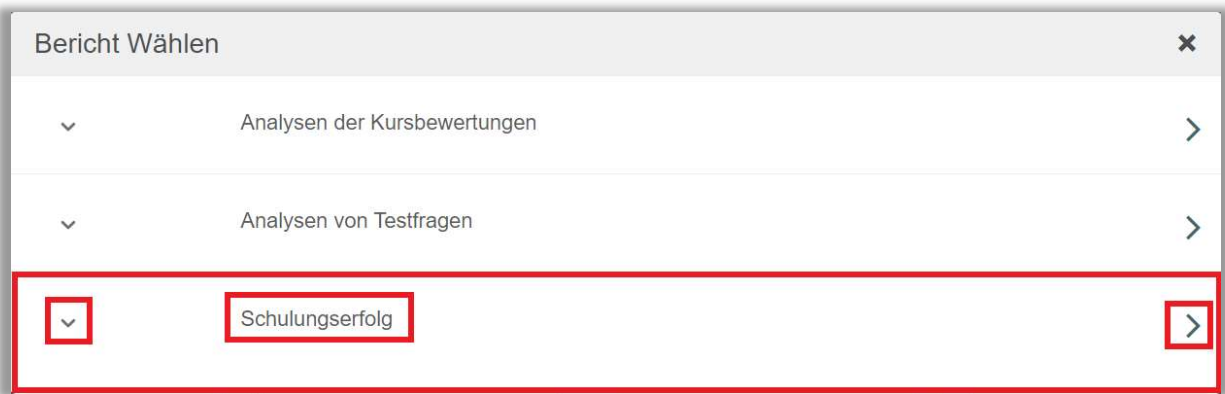 Bericht Wählen
Analysen der Kursbewertungen
Analysen von Testfragen
Schulungserfolg